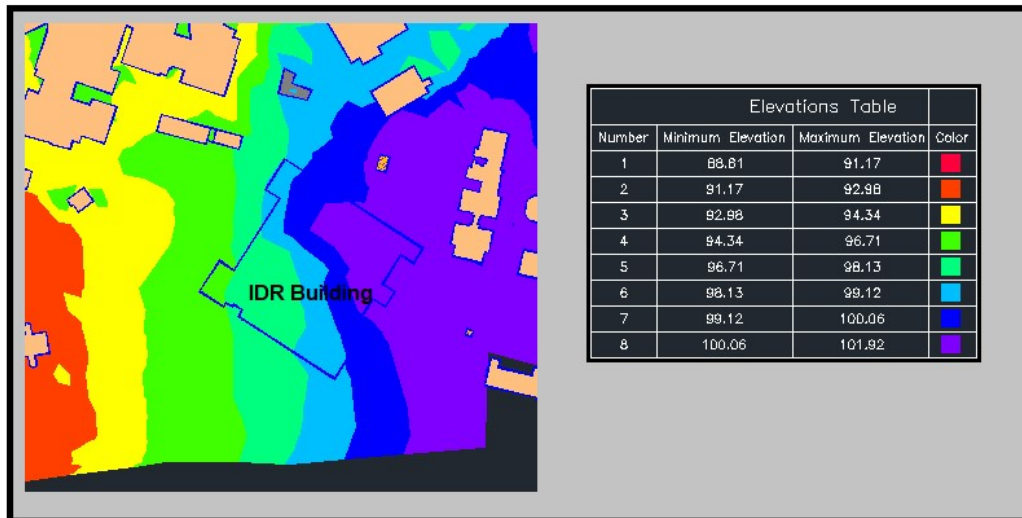 IDR Building
Elevations Table
Number Minimum Elevation Maximum Elevation Color
1 88.81 91.17
2 91.17 92.98
3 92.98 94.34
4 94.34 96.71
5 96.71 98.13
6 98.13 99.12
7 99.12 100.06
8 100.06 101.92